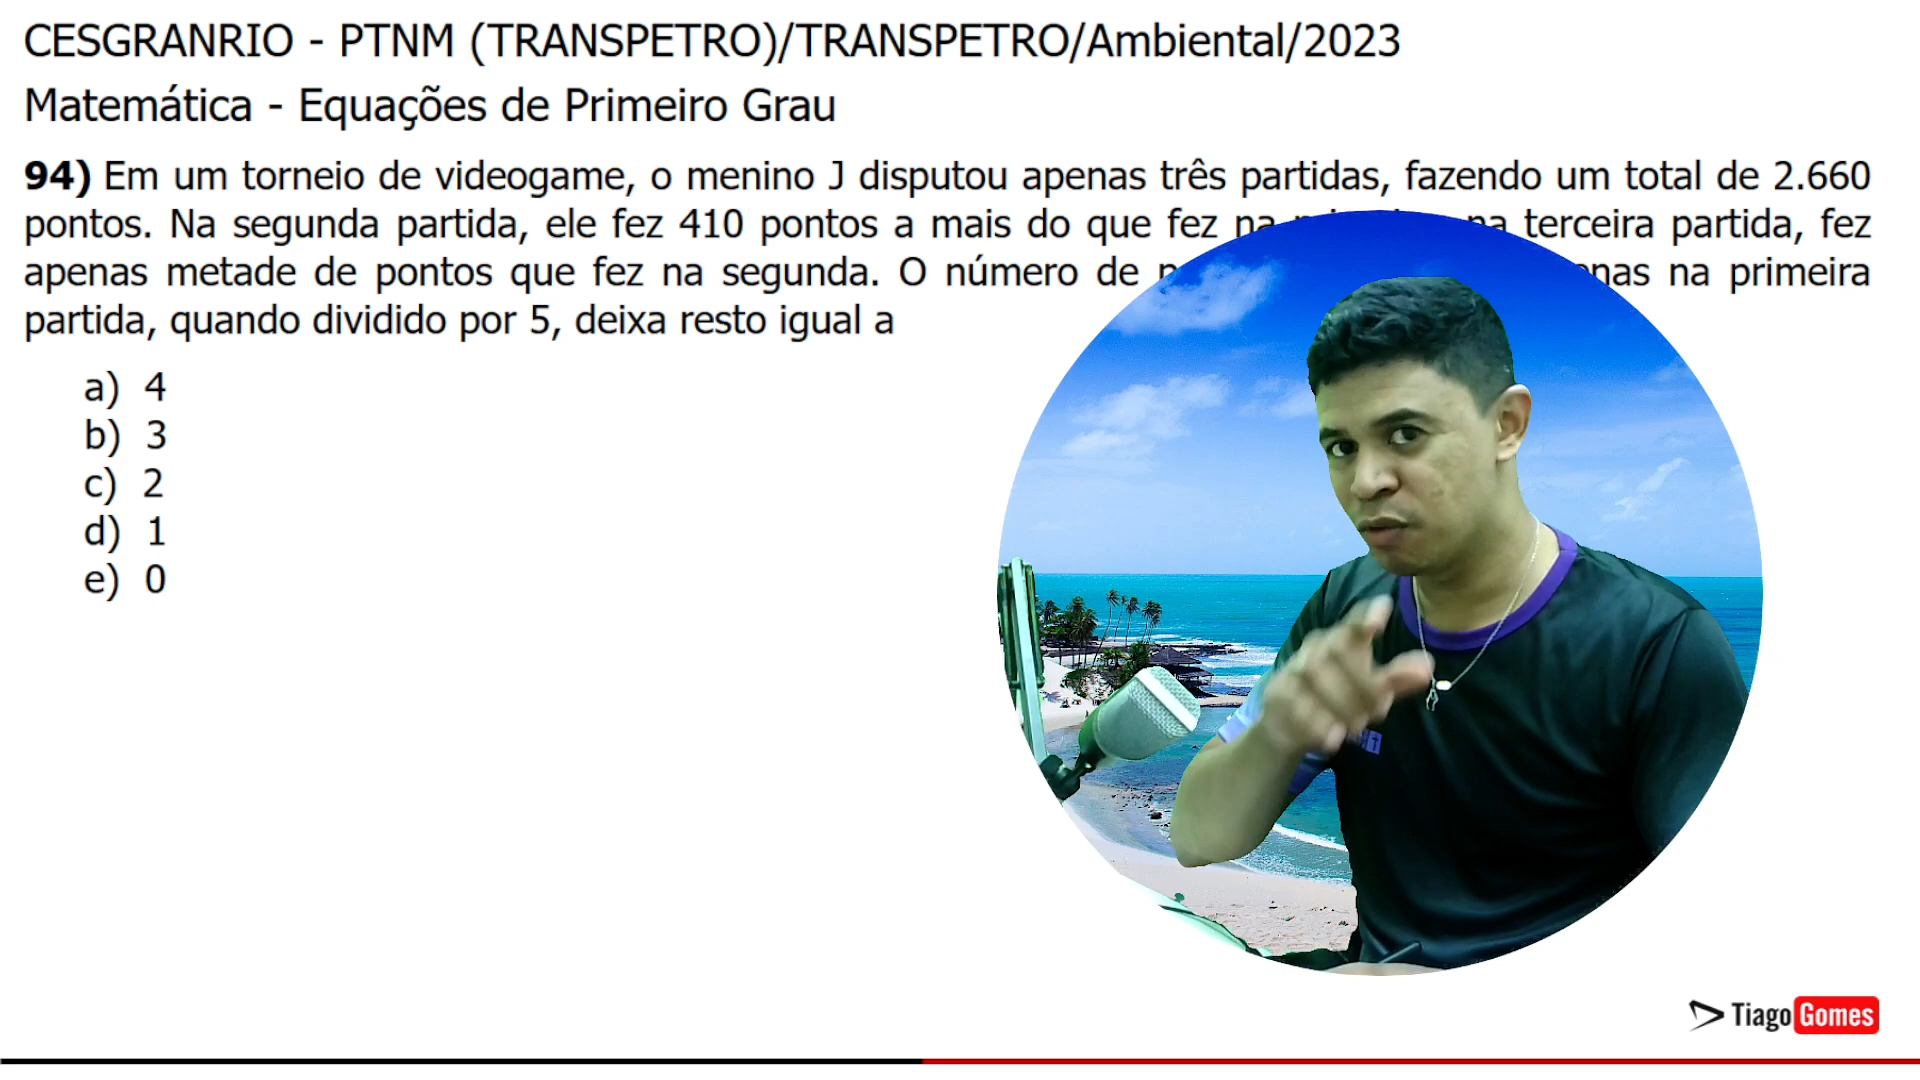 CESGRANRIO - PTNM (TRANSPETRO)/TRANSPETRO/Ambiental/2023
Matemática - Equações de Primeiro Grau
94) Em um torneio de videogame, o menino J disputou apenas três partidas, fazendo um total de 2.660
pontos. Na segunda partida, ele fez 410 pontos a mais do que fez na terceira partida, fez
apenas metade de pontos que fez na segunda. O número de na primeira
partida, quando dividido por 5, deixa resto igual a
a) 4
b) 3
c) 2
d) 1
e) 0
Tiago Gomes